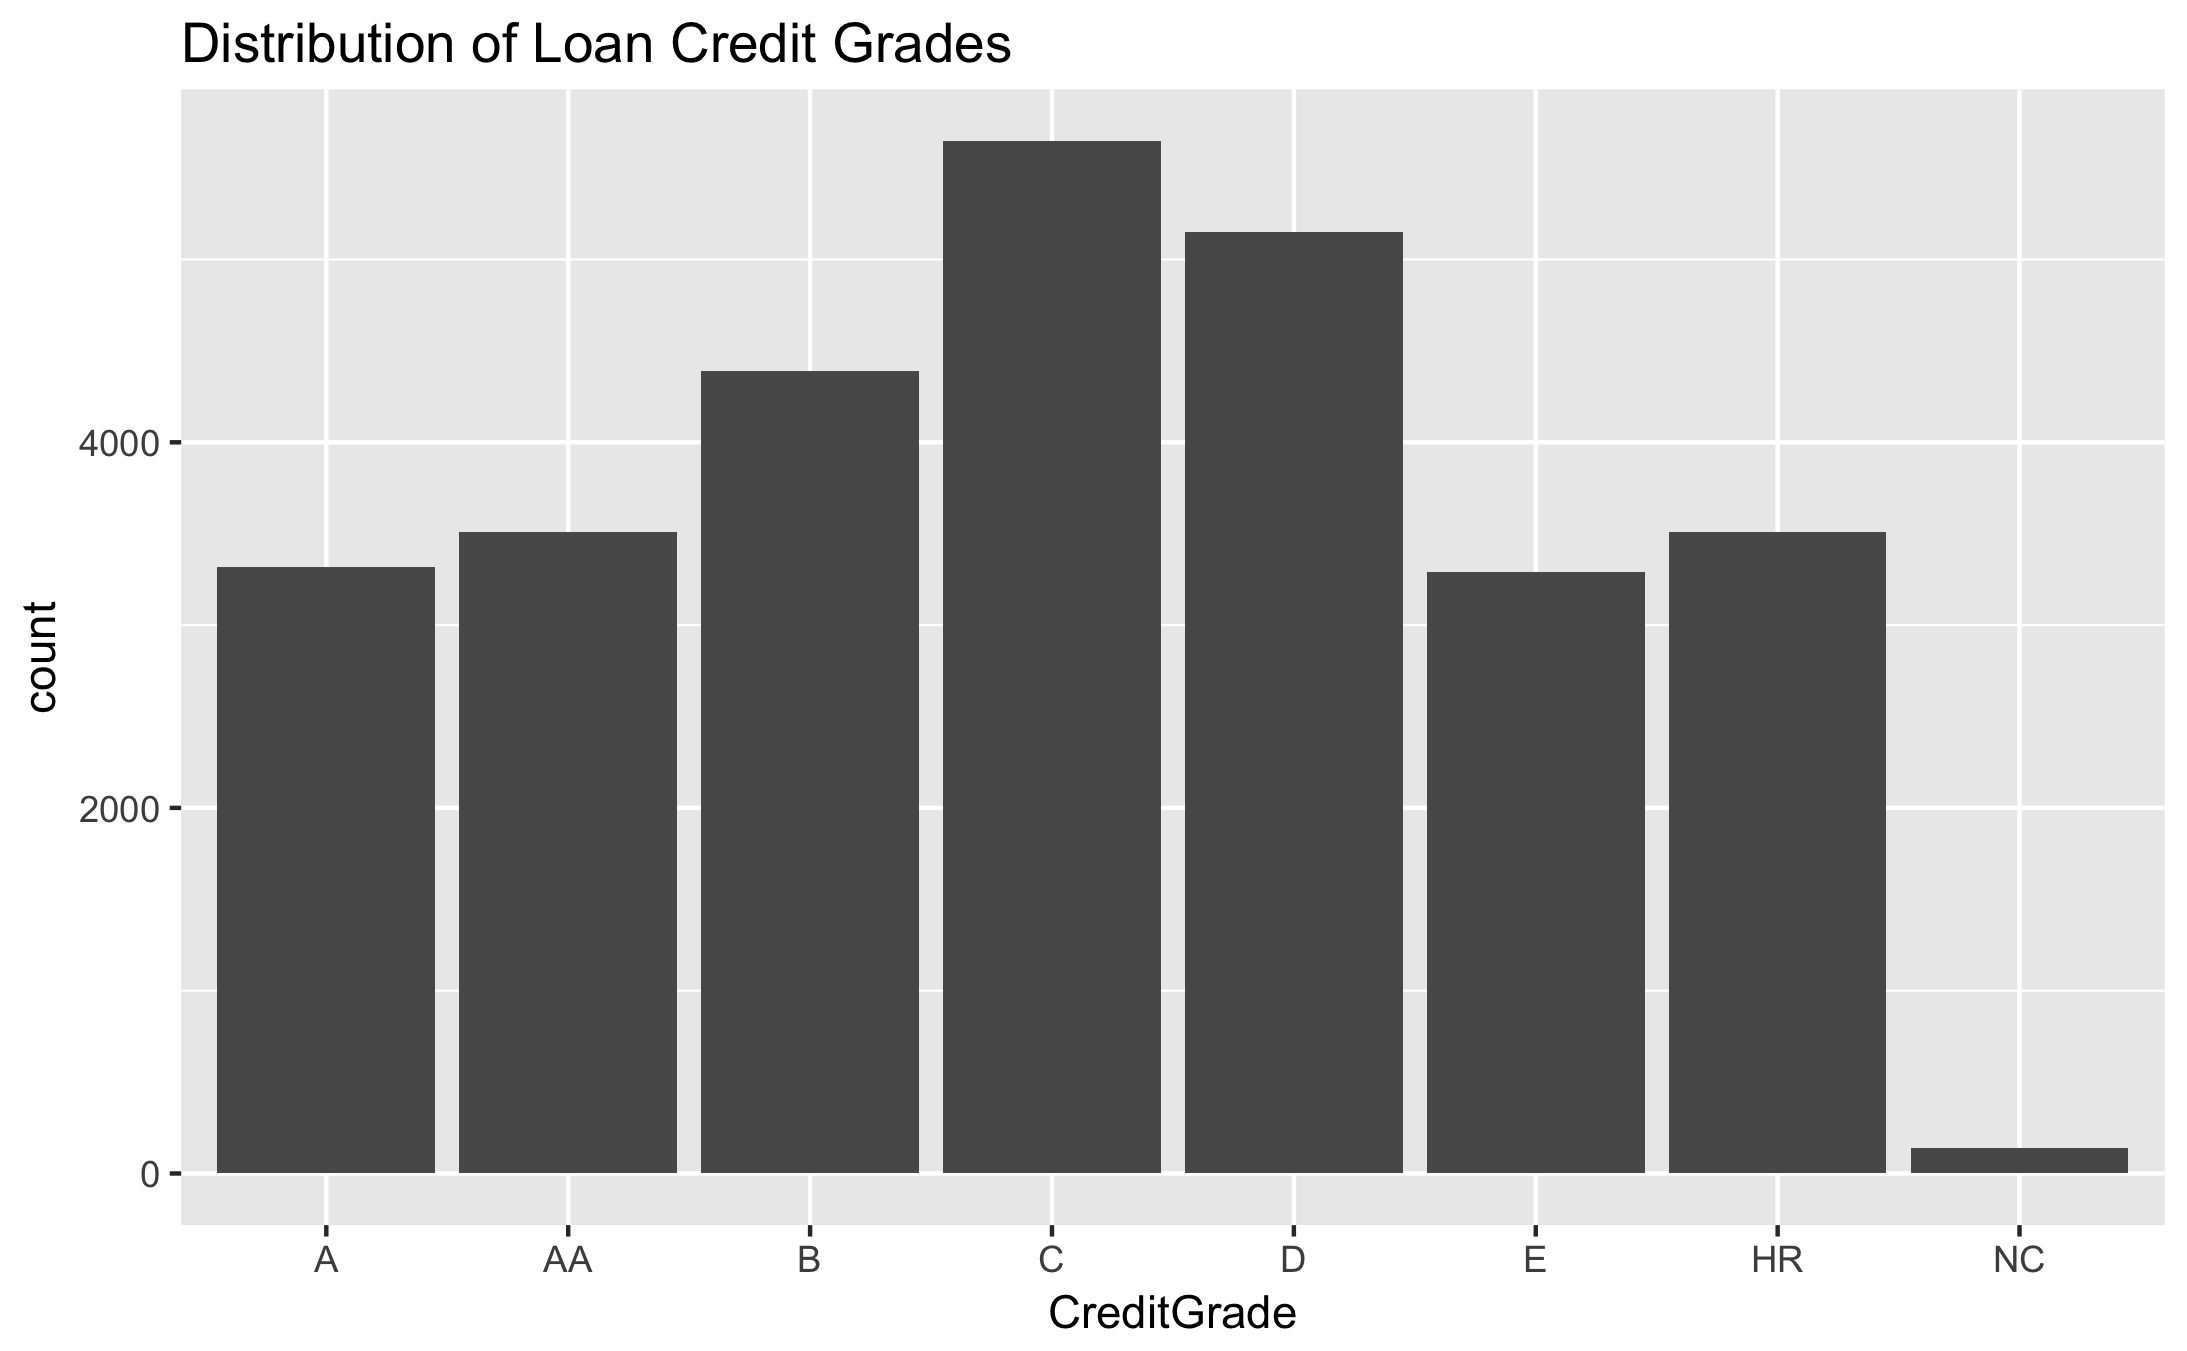 Distribution of Loan Credit Grades
count
4000
2000
0
A AA B C D E HR NC
CreditGrade